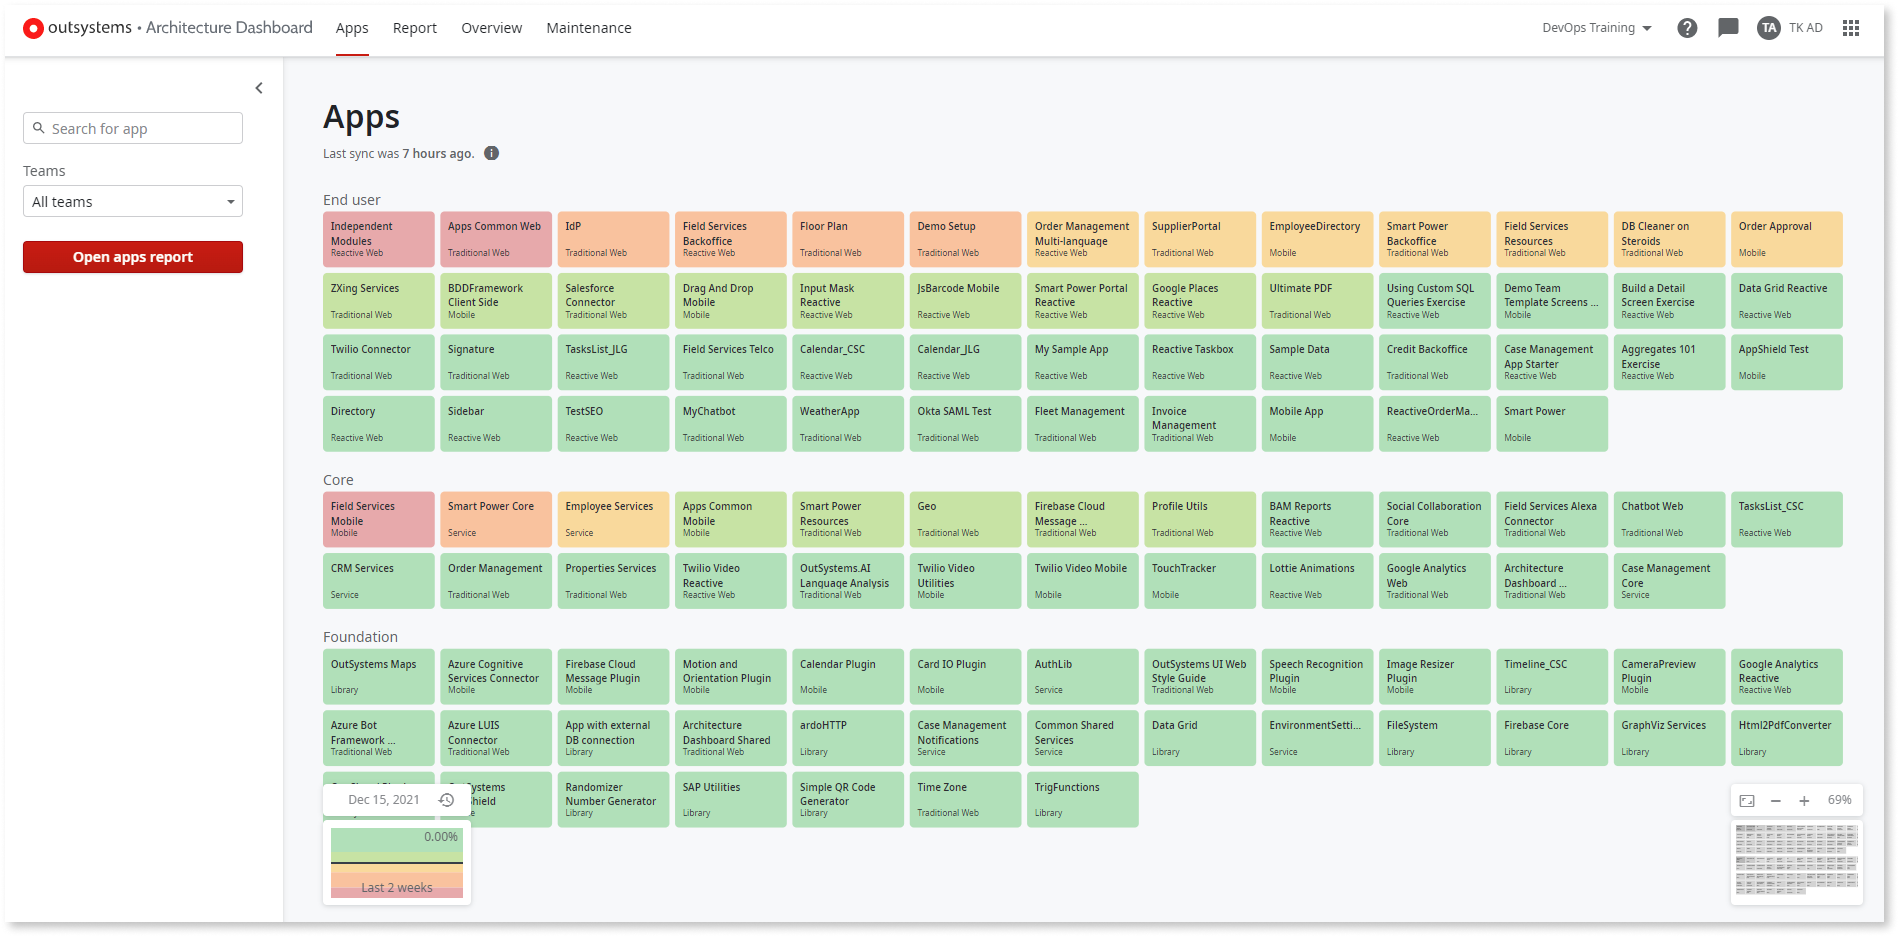 outsystems • Architecture Dashboard Apps Report Overview Maintenance DevOps Training TA TK AD
Search for app
Teams
All teams
Open apps report
Apps
Last sync was 7 hours ago.
End user
Independent Modules Reactive Web
Apps Common Web Traditional Web
IdP Traditional Web
Field Services Backoffice Reactive Web
Floor Plan Traditional Web
Demo Setup Traditional Web
Order Management Multi-language Reactive Web
SupplierPortal Traditional Web
EmployeeDirectory Mobile
Smart Power Backoffice Traditional Web
Field Services Resources Traditional Web
DB Cleaner on Steroids Traditional Web
Order Approval Mobile
ZXing Services Traditional Web
BDDFramework Client Side Mobile
Salesforce Connector Traditional Web
Drag And Drop Mobile Mobile
Input Mask Reactive Reactive Web
JsBarcode Mobile Reactive Web
Smart Power Portal Reactive Reactive Web
Google Places Reactive Reactive Web
Ultimate PDF Traditional Web
Using Custom SQL Queries Exercise Reactive Web
Demo Team Template Screens ... Mobile
Build a Detail Screen Exercise Reactive Web
Data Grid Reactive Reactive Web
Twilio Connector Traditional Web
Signature Traditional Web
TasksList_JLG Reactive Web
Field Services Telco Traditional Web
Calendar_CSC Reactive Web
Calendar_JLG Reactive Web
My Sample App Reactive Web
Reactive Taskbox Reactive Web
Sample Data Reactive Web
Credit Backoffice Traditional Web
Case Management App Starter Reactive Web
Aggregates 101 Exercise Reactive Web
AppShield Test Mobile
Directory Reactive Web
Sidebar Reactive Web
TestSEO Reactive Web
MyChatbot Traditional Web
WeatherApp Traditional Web
Okta SAML Test Traditional Web
Fleet Management Traditional Web
Invoice Management Traditional Web
Mobile App Mobile
ReactiveOrderMa... Reactive Web
Smart Power Mobile
Core
Field Services Mobile Mobile
Smart Power Core Service
Employee Services Service
Apps Common Mobile Mobile
Smart Power Resources Traditional Web
Geo Traditional Web
Firebase Cloud Message ... Traditional Web
Profile Utils Traditional Web
BAM Reports Reactive Reactive Web
Social Collaboration Core Traditional Web
Field Services Alexa Connector Traditional Web
Chatbot Web Traditional Web
TasksList_CSC Reactive Web
CRM Services Service
Order Management Traditional Web
Properties Services Traditional Web
Twilio Video Reactive Reactive Web
OutSystems.AI Language Analysis Traditional Web
Twilio Video Utilities Mobile
Twilio Video Mobile Mobile
TouchTracker Mobile
Lottie Animations Reactive Web
Google Analytics Web Traditional Web
Architecture Dashboard ... Traditional Web
Case Management Core Service
Foundation
OutSystems Maps Library
Azure Cognitive Services Connector Mobile
Firebase Cloud Message Plugin Mobile
Motion and Orientation Plugin Mobile
Calendar Plugin Mobile
Card IO Plugin Mobile
AuthLib Service
OutSystems UI Web Style Guide Traditional Web
Speech Recognition Plugin Mobile
Image Resizer Plugin Mobile
Timeline_CSC Library
CameraPreview Plugin Mobile
Google Analytics Reactive Reactive Web
Azure Bot Framework ... Traditional Web
Azure LUIS Connector Traditional Web
App with external DB connection Library
Architecture Dashboard Shared Traditional Web
ardoHTTP Library
Case Management Notifications Service
Common Shared Services Service
Data Grid Library
EnvironmentSetti... Service
FileSystem Library
Firebase Core Library
GraphViz Services Library
Html2PdfConverter Library
Randomizer Number Generator Library
SAP Utilities Library
Simple QR Code Generator Library
Time Zone Traditional Web
TrigFunctions Library
Dec 15, 2021
0.00%
Last 2 weeks
69%